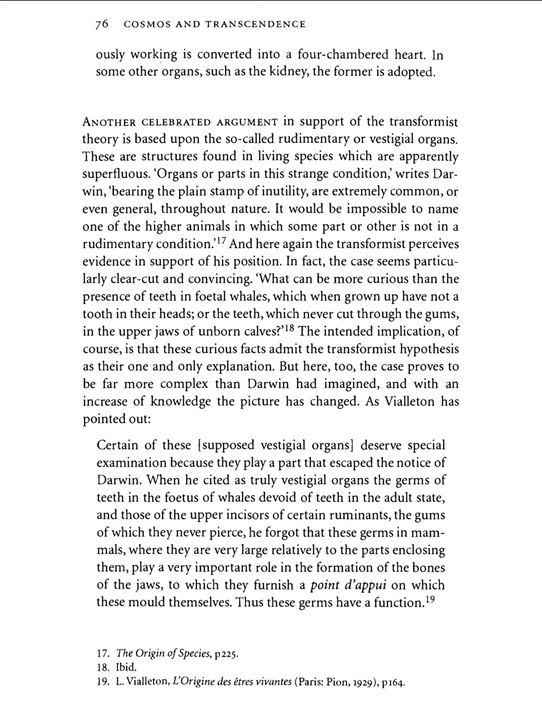 76 COSMOS AND TRANSCENDENCE
ously working is converted into a four-chambered heart. In
some other organs, such as the kidney, the former is adopted.
ANOTHER CELEBRATED ARGUMENT in support of the transformist
theory is based upon the so-called rudimentary or vestigial organs.
These are structures found in living species which are apparently
superfluous. ‘Organs or parts in this strange condition,’ writes Dar-
win, ‘bearing the plain stamp of inutility, are extremely common, or
even general, throughout nature. It would be impossible to name
one of the higher animals in which some part or other is not in a
rudimentary condition.’17 And here again the transformist perceives
evidence in support of his position. In fact, the case seems particu-
larly clear-cut and convincing. ‘What can be more curious than the
presence of teeth in foetal whales, which when grown up have not a
tooth in their heads; or the teeth, which never cut through the gums,
in the upper jaws of unborn calves?’18 The intended implication, of
course, is that these curious facts admit the transformist hypothesis
as their one and only explanation. But here, too, the case proves to
be far more complex than Darwin had imagined, and with an
increase of knowledge the picture has changed. As Vialleton has
pointed out:
Certain of these [supposed vestigial organs] deserve special
examination because they play a part that escaped the notice of
Darwin. When he cited as truly vestigial organs the germs of
teeth in the foetus of whales devoid of teeth in the adult state,
and those of the upper incisors of certain ruminants, the gums
of which they never pierce, he forgot that these germs in mam-
mals, where they are very large relatively to the parts enclosing
them, play a very important role in the formation of the bones
of the jaws, to which they furnish a point d’appui on which
these mould themselves. Thus these germs have a function.19
17. The Origin of Species, p225.
18. Ibid.
19. L. Vialleton, L’Origine des êtres vivantes (Paris: Pion, 1929), p164.